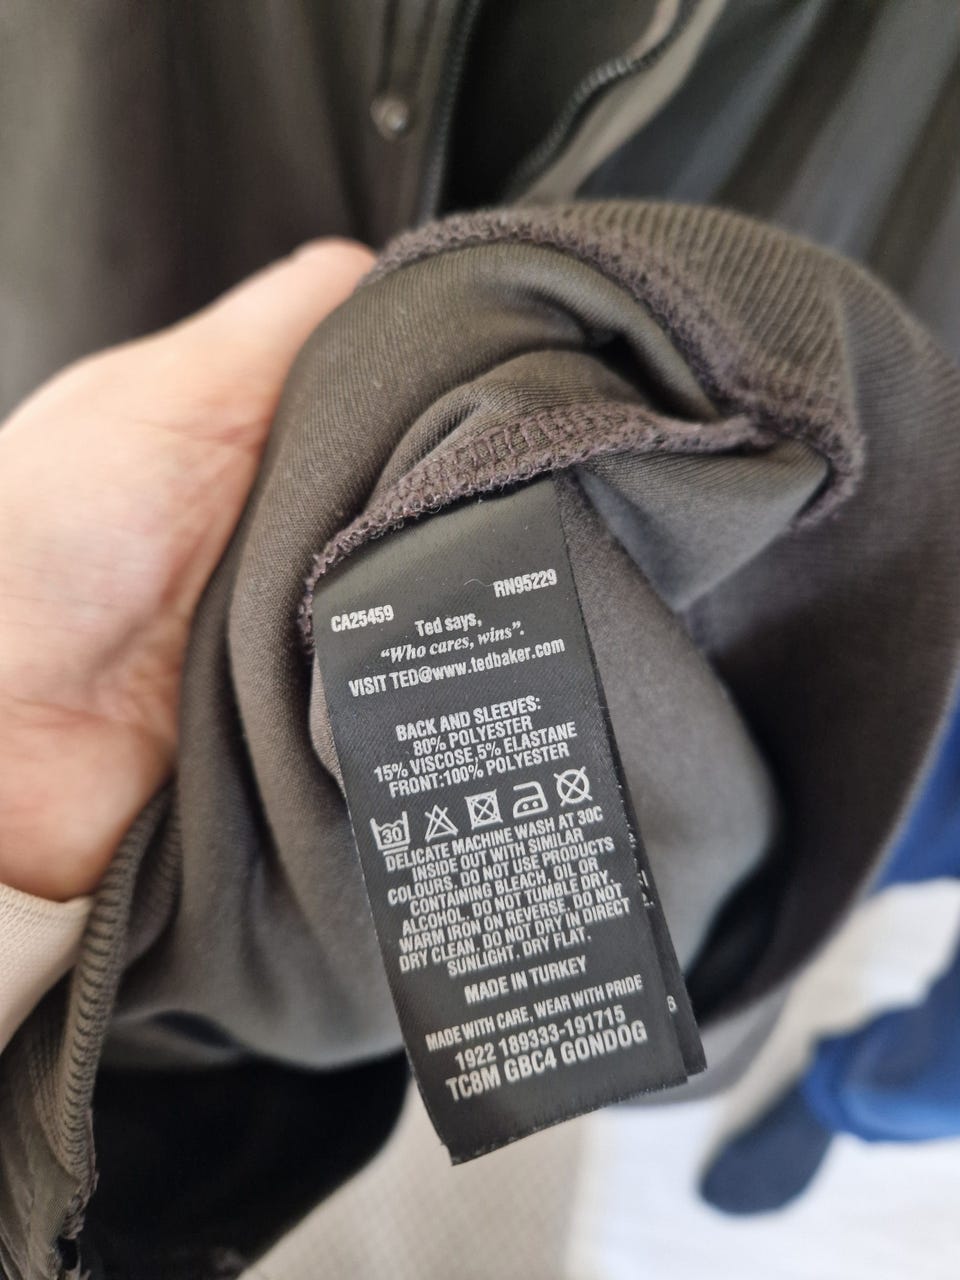 CA25459 RN95229
Ted says,
“Who cares, wins”.
VISIT TED@www.tedbaker.com
BACK AND SLEEVES:
80% POLYESTER
15% VISCOSE,5% ELASTANE
FRONT:100% POLYESTER
30
DELICATE MACHINE WASH AT 30C
INSIDE OUT WITH SIMILAR
COLOURS. DO NOT USE PRODUCTS
CONTAINING BLEACH, OIL OR
ALCOHOL. DO NOT TUMBLE DRY.
WARM IRON ON REVERSE. DO NOT
DRY CLEAN. DO NOT DRY IN DIRECT
SUNLIGHT. DRY FLAT.
MADE IN TURKEY
MADE WITH CARE, WEAR WITH PRIDE
1922 189333-191715
TC8M GBC4 GONDOG